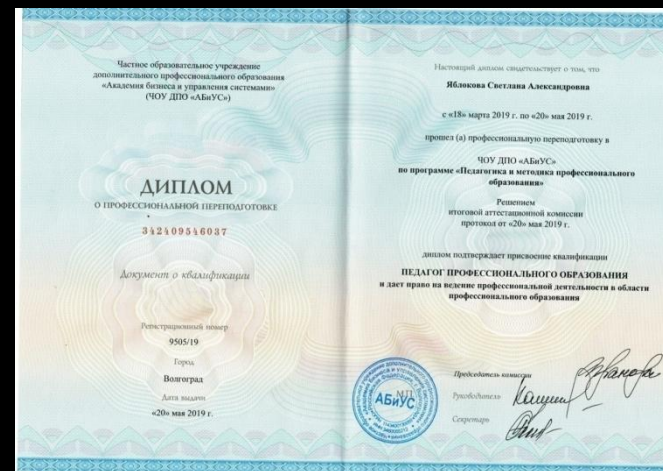 Частное образовательное учреждение
дополнительного профессионального образования
«Академия бизнеса и управления системами»
(ЧОУ ДПО «АБиУС»)
ДИПЛОМ
О ПРОФЕССИОНАЛЬНОЙ ПЕРЕПОДГОТОВКЕ
342409546037
Документ о квалификации
Регистрационный номер
9505/19
Город
Волгоград
Дата выдачи
«20» мая 2019 г.
Настоящий диплом свидетельствует о том, что
Яблокова Светлана Александровна
с «18» марта 2019 г. по «20» мая 2019 г.
прошел (а) профессиональную переподготовку в
ЧОУ ДПО «АБиУС»
по программе «Педагогика и методика профессионального
образования»
Решением
итоговой аттестационной комиссии
протокол от «20» мая 2019 г.
диплом подтверждает присвоение квалификации
ПЕДАГОГ ПРОФЕССИОНАЛЬНОГО ОБРАЗОВАНИЯ
и дает право на ведение профессиональной деятельности в области
профессионального образования
Председатель комиссии
Руководитель
Секретарь
М.П.
АБиУС